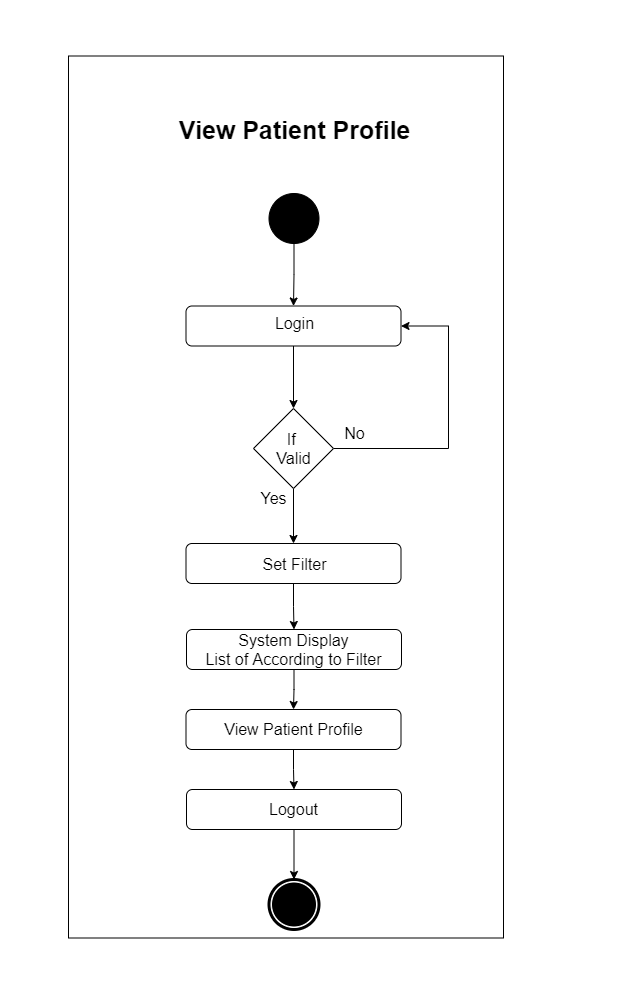 View Patient Profile
Login
If
Valid
No
Yes
Set Filter
System Display
List of According to Filter
View Patient Profile
Logout